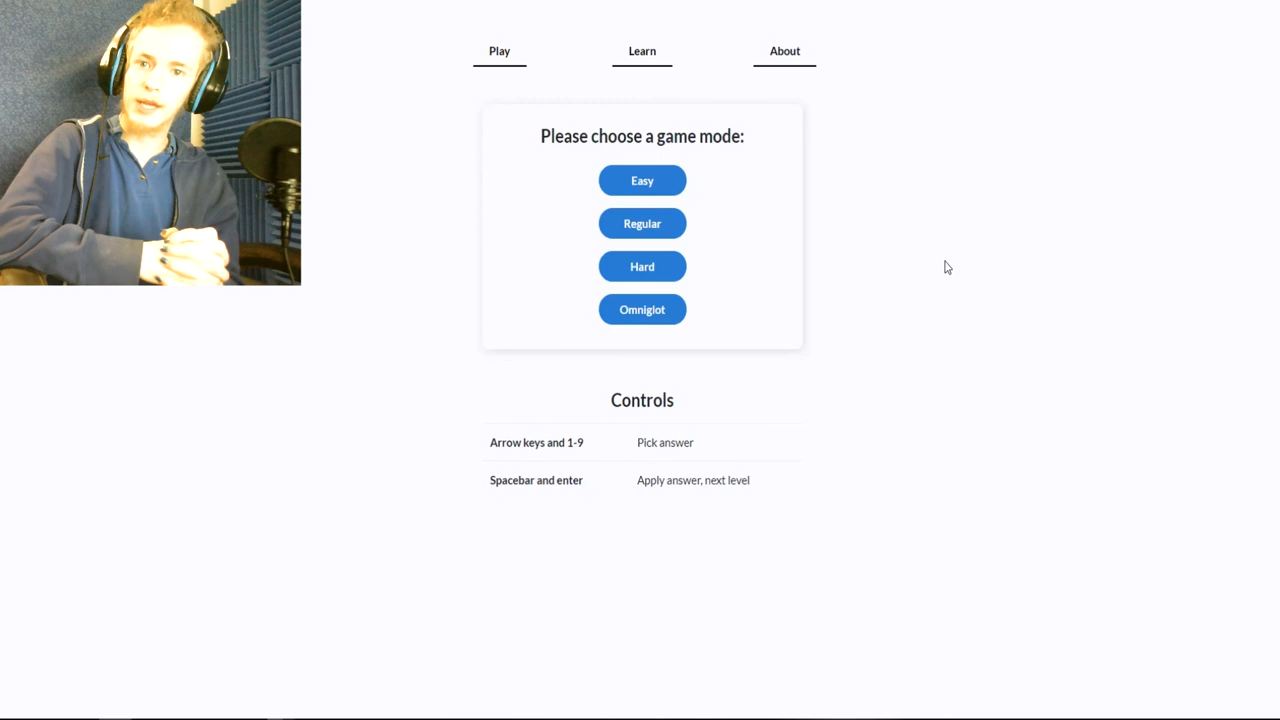 Play
Learn
About
Please choose a game mode:
Easy
Regular
Hard
Omniglot
Controls
Arrow keys and 1-9 Pick answer
Spacebar and enter Apply answer, next level